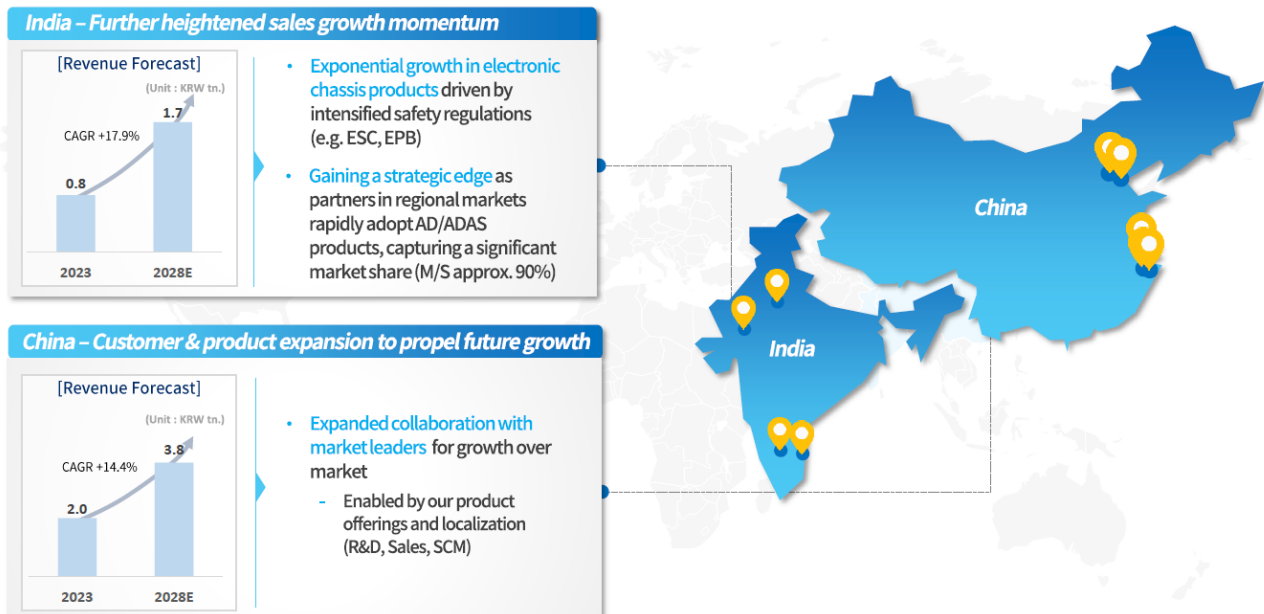 India – Further heightened sales growth momentum
[Revenue Forecast]
(Unit : KRW tn.)
CAGR +17.9%
1.7
0.8
2023
2028E
• Exponential growth in electronic
chassis products driven by
intensified safety regulations
(e.g. ESC, EPB)
• Gaining a strategic edge as
partners in regional markets
rapidly adopt AD/ADAS
products, capturing a significant
market share (M/S approx. 90%)
China – Customer & product expansion to propel future growth
[Revenue Forecast]
(Unit : KRW tn.)
CAGR +14.4%
3.8
2.0
2023
2028E
• Expanded collaboration with
market leaders for growth over
market
- Enabled by our product
offerings and localization
(R&D, Sales, SCM)
China
India